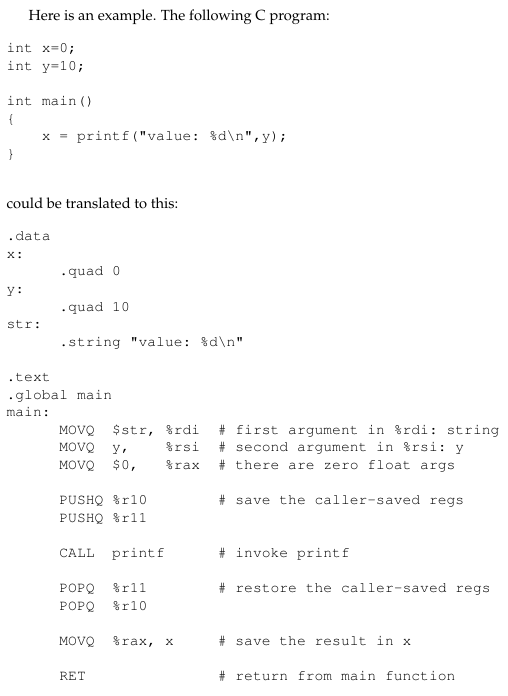 Here is an example. The following C program:
int x=0;
int y=10;
int main()
{
x = printf("value: %d\n",y);
}
could be translated to this:
.data
x:
.quad 0
y:
.quad 10
str:
.string "value: %d\n"
.text
.global main
main:
MOVQ $str, %rdi # first argument in %rdi: string
MOVQ y, %rsi # second argument in %rsi: y
MOVQ $0, %rax # there are zero float args
PUSHQ %r10 # save the caller-saved regs
PUSHQ %r11
CALL printf # invoke printf
POPQ %r11 # restore the caller-saved regs
POPQ %r10
MOVQ %rax, x # save the result in x
RET # return from main function